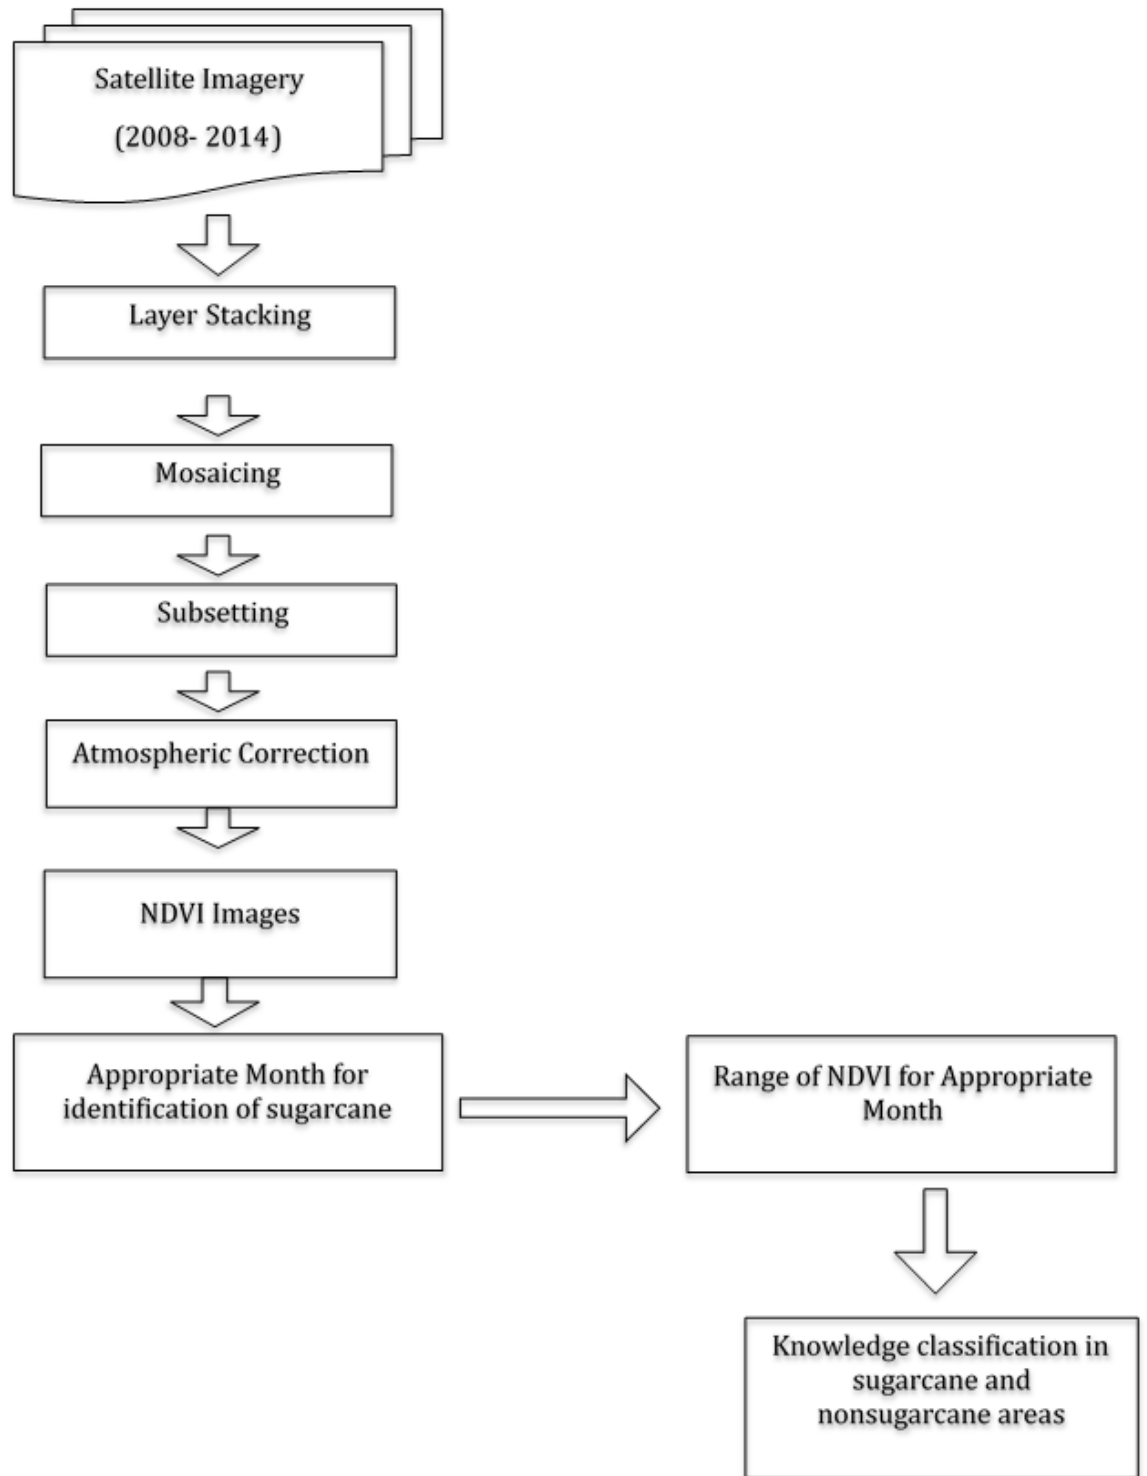 Satellite Imagery
(2008- 2014)
Layer Stacking
Mosaicing
Subsetting
Atmospheric Correction
NDVI Images
Appropriate Month for
identification of sugarcane
Range of NDVI for Appropriate
Month
Knowledge classification in
sugarcane and
nonsugarcane areas